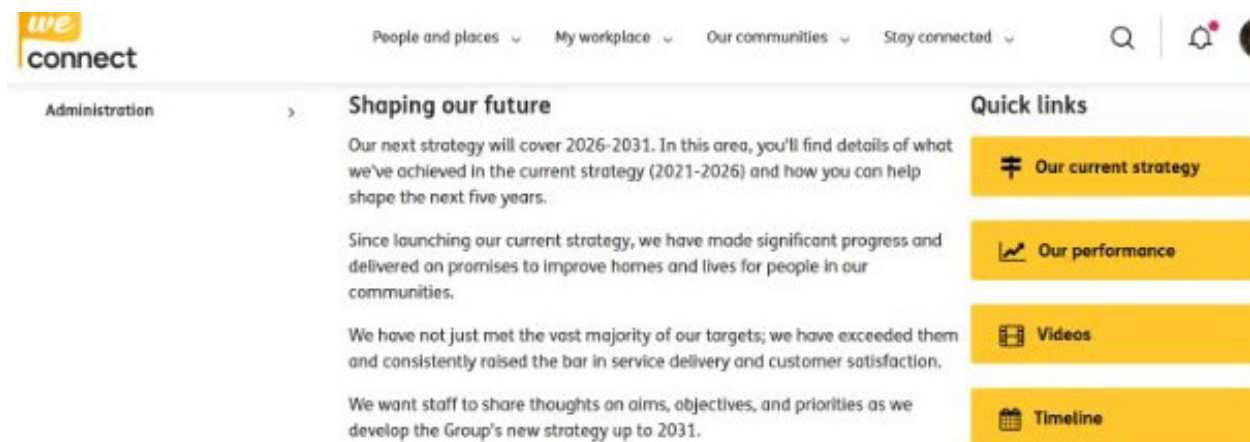 we
connect
People and places
My workplace
Our communities
Stay connected
Administration
Shaping our future
Our next strategy will cover 2026-2031. In this area, you'll find details of what
we've achieved in the current strategy (2021-2026) and how you can help
shape the next five years.
Since launching our current strategy, we have made significant progress and
delivered on promises to improve homes and lives for people in our
communities.
We have not just met the vast majority of our targets; we have exceeded them
and consistently raised the bar in service delivery and customer satisfaction.
We want staff to share thoughts on aims, objectives, and priorities as we
develop the Group's new strategy up to 2031.
Quick links
Our current strategy
Our performance
Videos
Timeline